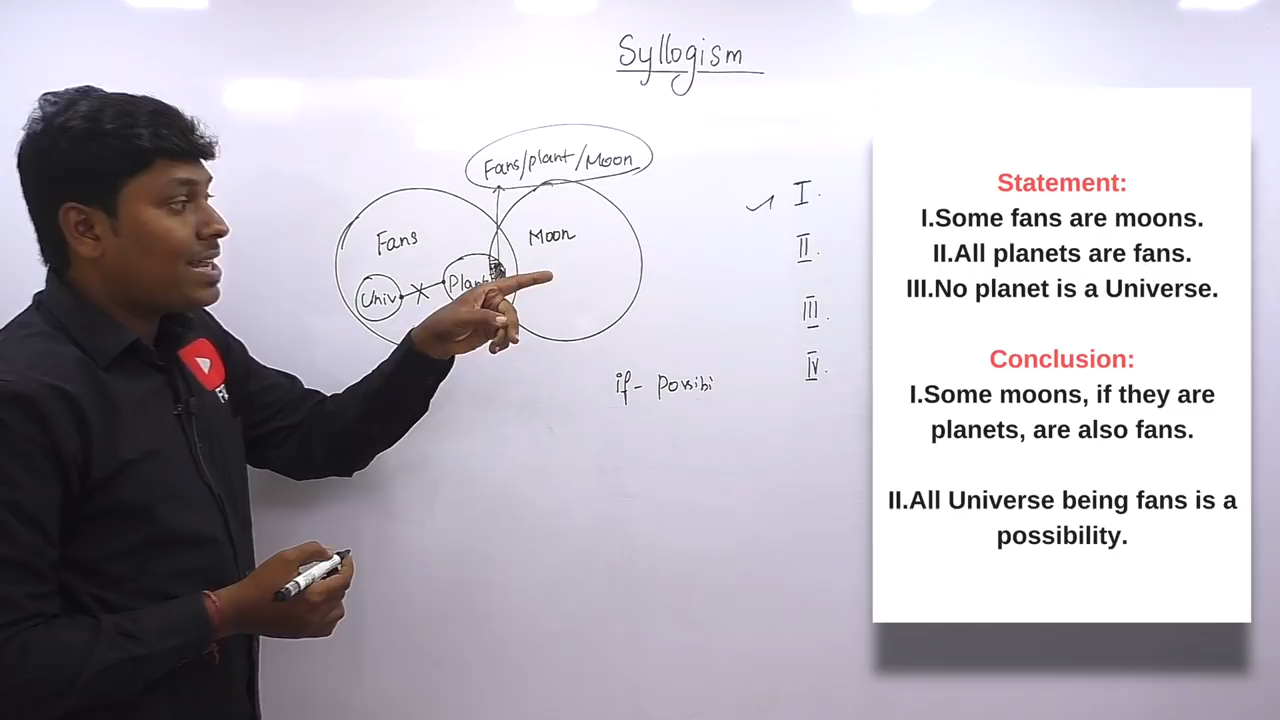 Syllogism
Fans/plant/Moon
Fans
Moon
Univ
Plant
if- possibi
I.
II.
III.
IV.
Statement:
I.Some fans are moons.
II.All planets are fans.
III.No planet is a Universe.
Conclusion:
I.Some moons, if they are
planets, are also fans.
II.All Universe being fans is a
possibility.